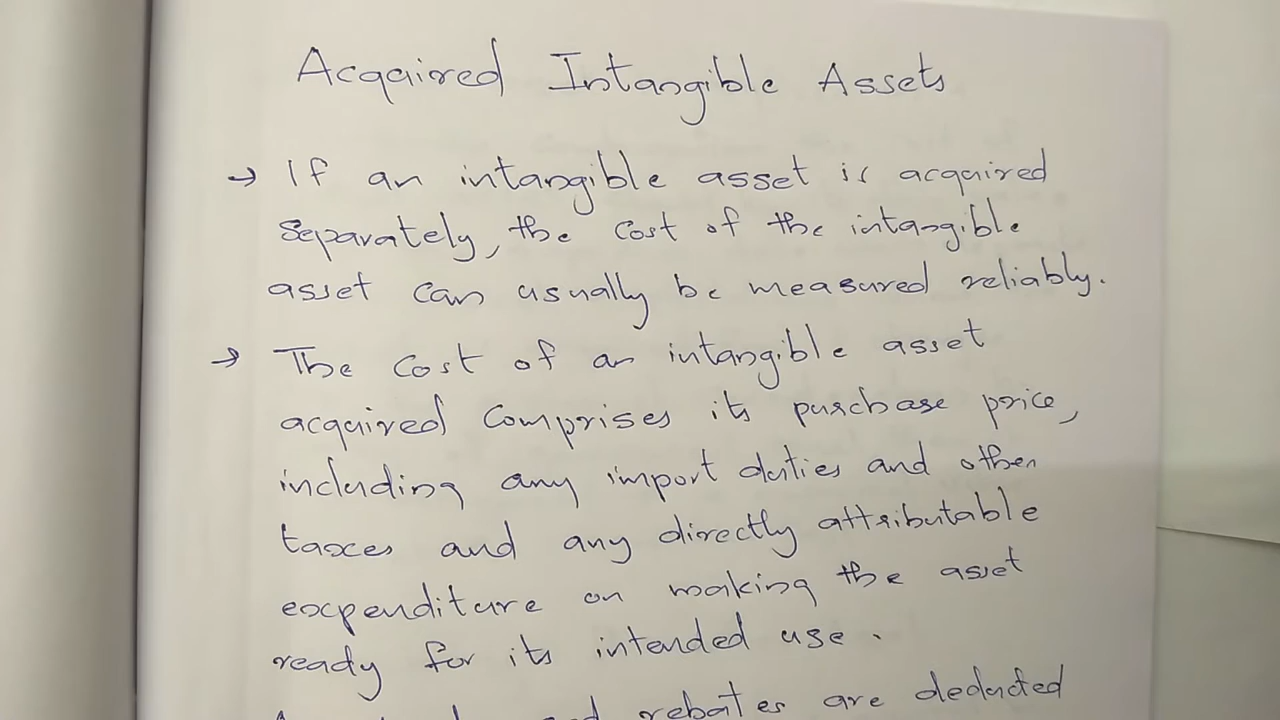 Acquired Intangible Assets
→ If an intangible asset is acquired
separately, the cost of the intangible
asset can usually be measured reliably.
→ The cost of an intangible asset
acquired comprises its purchase price,
including any import duties and other
taxes and any directly attributable
expenditure on making the asset
ready for its intended use.
and rebates are deducted